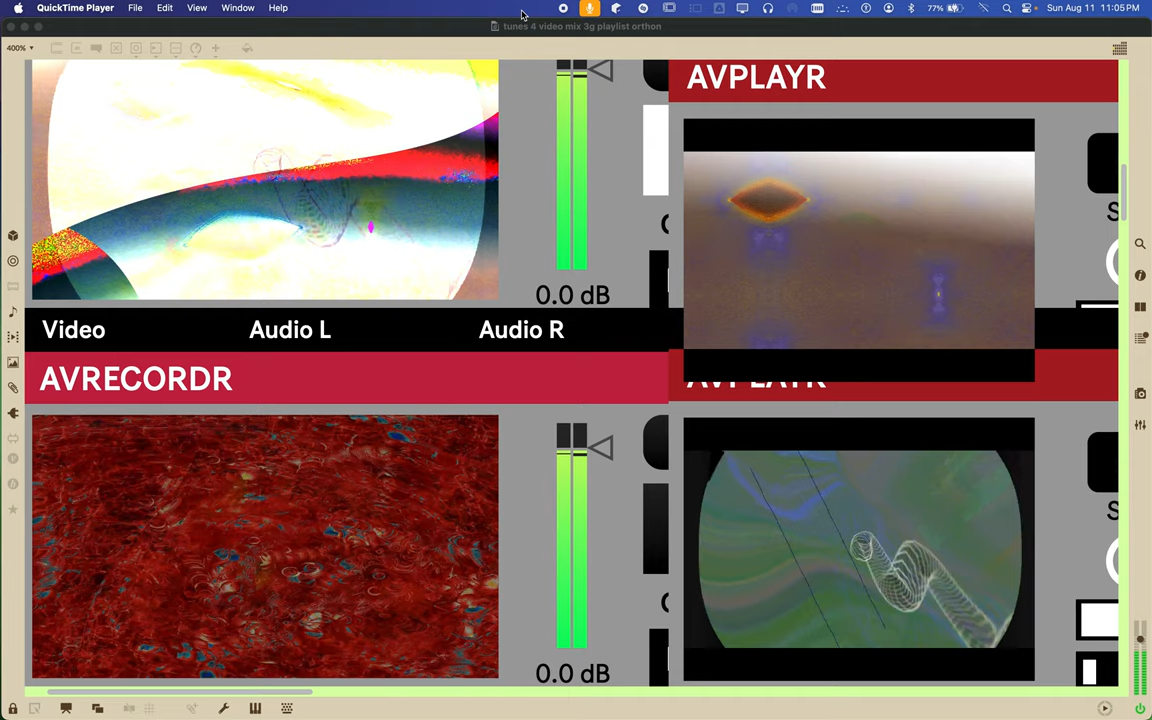 QuickTime Player File Edit View Window Help 77% Sun Aug 11 11:05 PM
tunes 4 video mix 3g playlist orthon
400%
AVPLAYR
0.0 dB
Video Audio L Audio R
AVRECORDR
0.0 dB